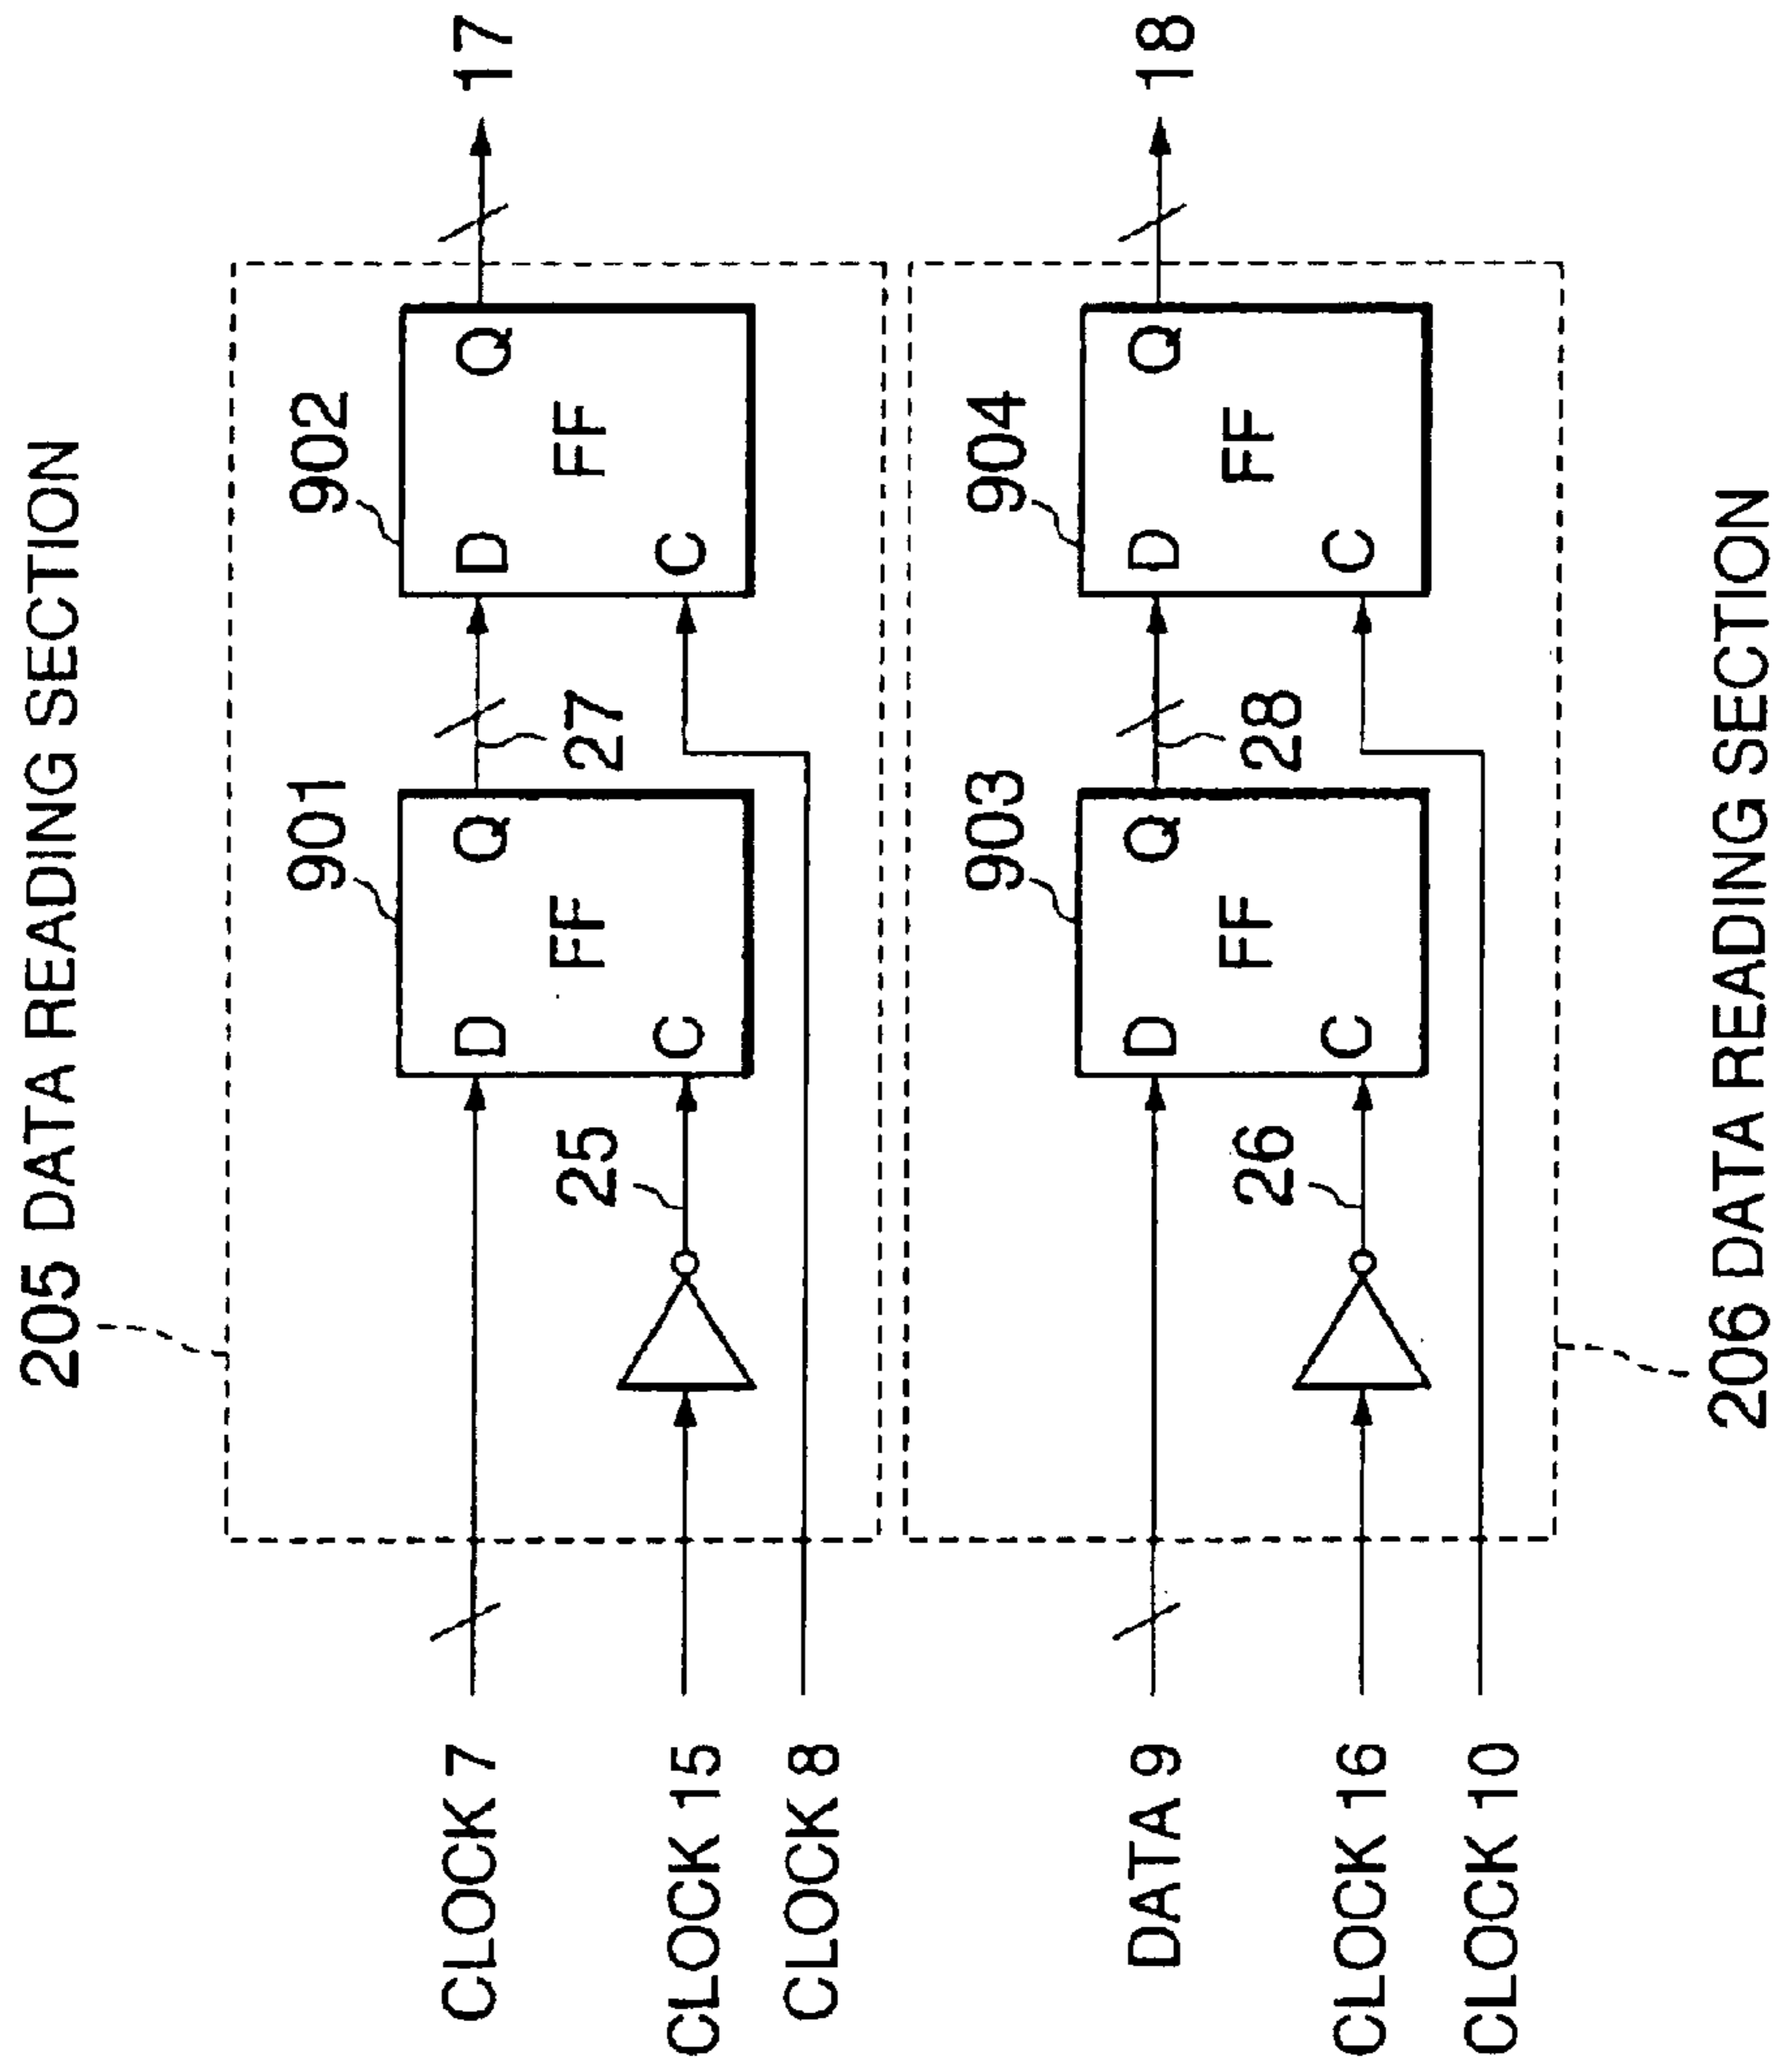 205 DATA READING SECTION
901
902
CLOCK 7
D
Q
D
Q
17
FF
FF
25
27
CLOCK 15
C
C
CLOCK 8
903
904
DATA 9
D
Q
D
Q
18
FF
FF
26
28
CLOCK 16
C
C
CLOCK 10
206 DATA READING SECTION